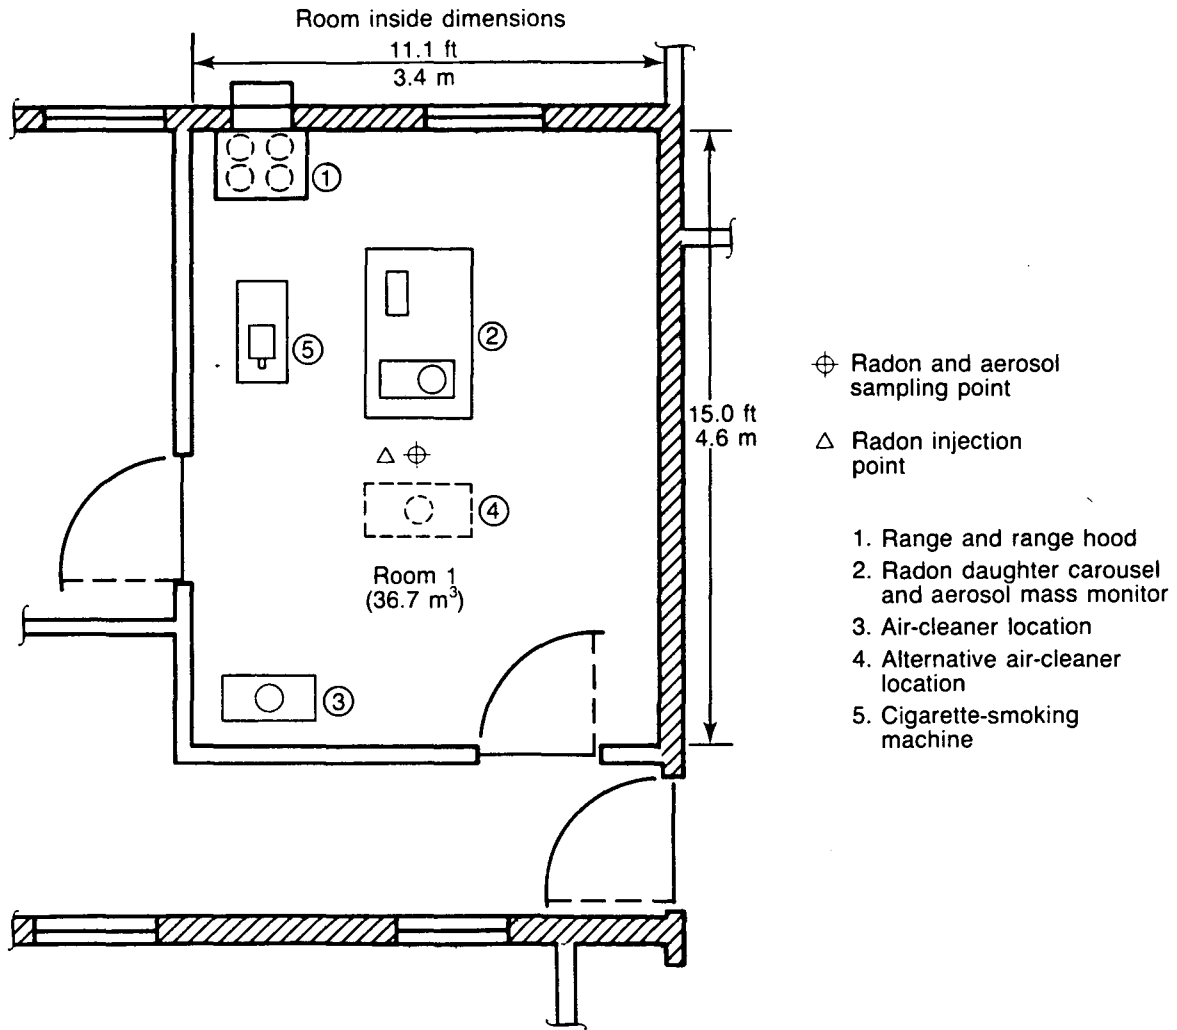 Room inside dimensions
11.1 ft
3.4 m
1
2
5
15.0 ft
4.6 m
4
Room 1
(36.7 m³)
3
Radon and aerosol
sampling point
Radon injection
point
1. Range and range hood
2. Radon daughter carousel
and aerosol mass monitor
3. Air-cleaner location
4. Alternative air-cleaner
location
5. Cigarette-smoking
machine